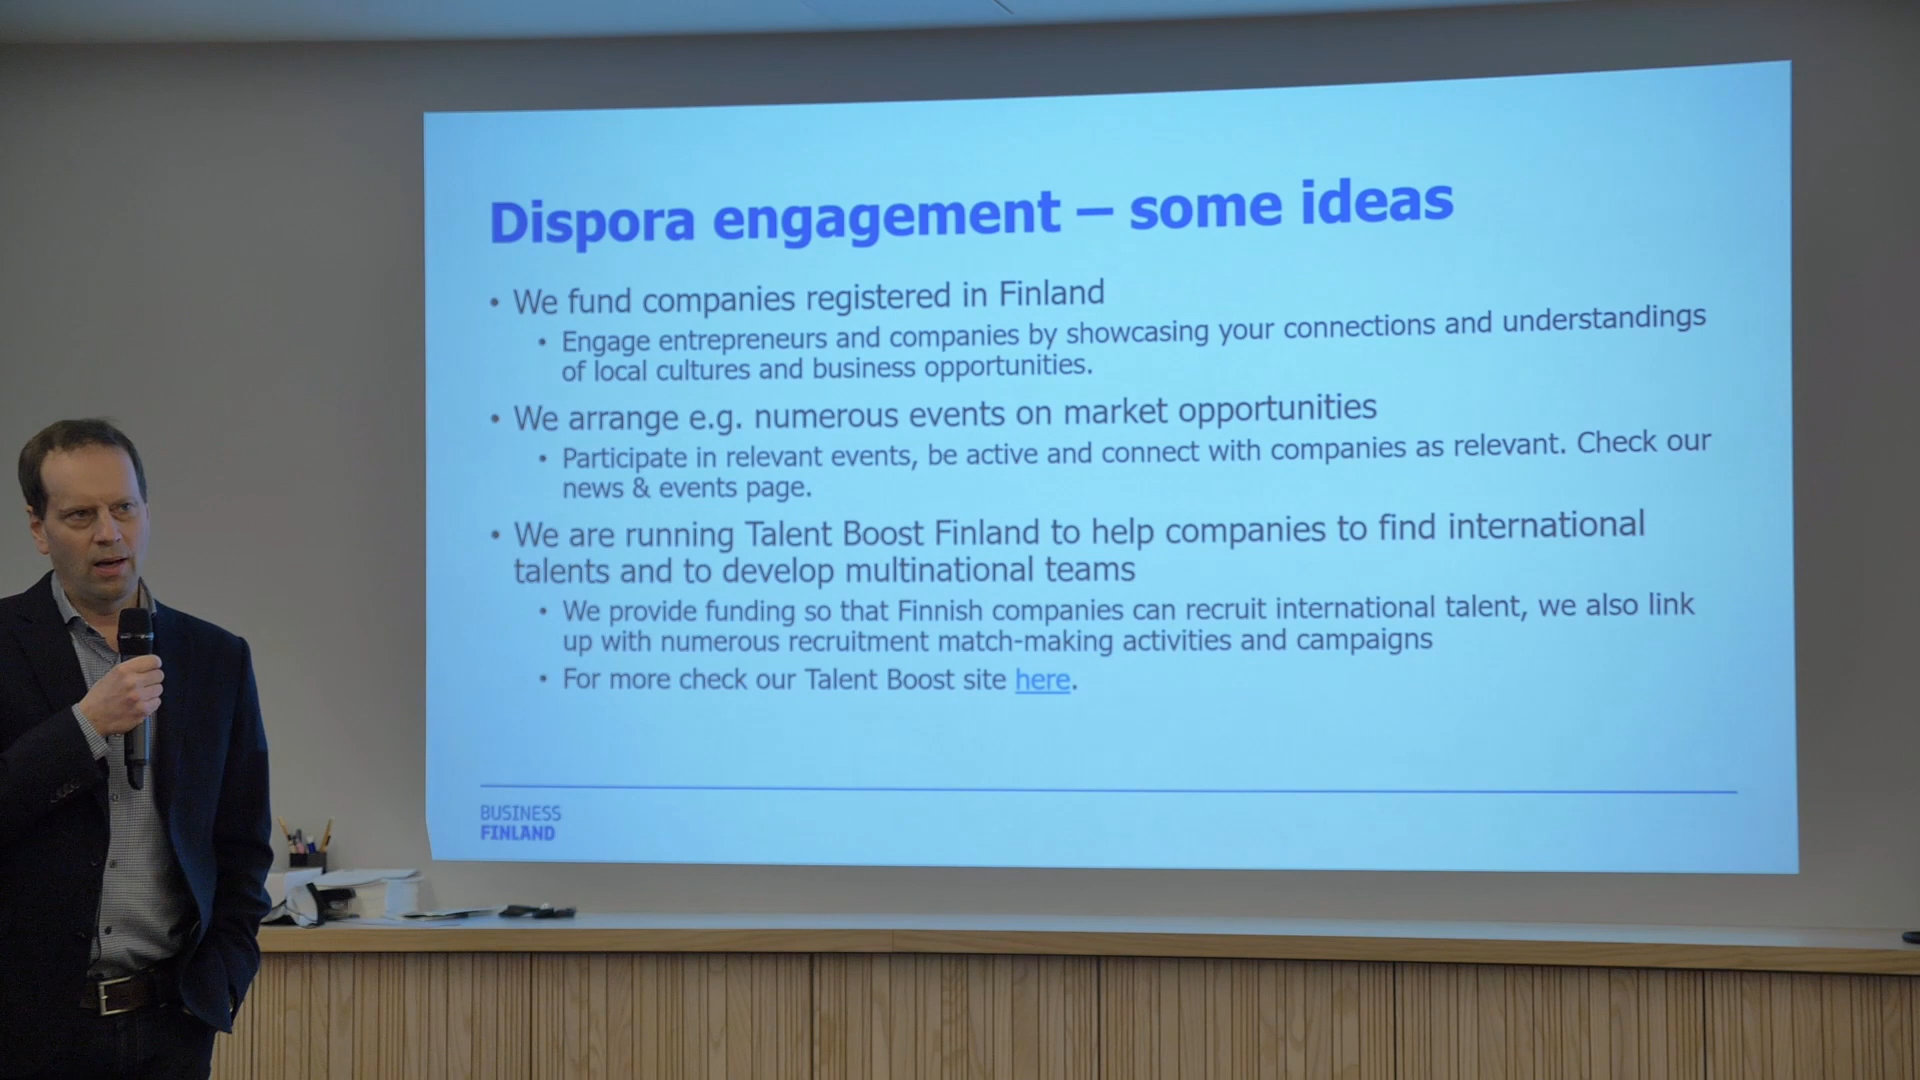 Dispora engagement – some ideas
• We fund companies registered in Finland
• Engage entrepreneurs and companies by showcasing your connections and understandings
of local cultures and business opportunities.
• We arrange e.g. numerous events on market opportunities
• Participate in relevant events, be active and connect with companies as relevant. Check our
news & events page.
• We are running Talent Boost Finland to help companies to find international
talents and to develop multinational teams
• We provide funding so that Finnish companies can recruit international talent, we also link
up with numerous recruitment match-making activities and campaigns
• For more check our Talent Boost site here.
BUSINESS
FINLAND